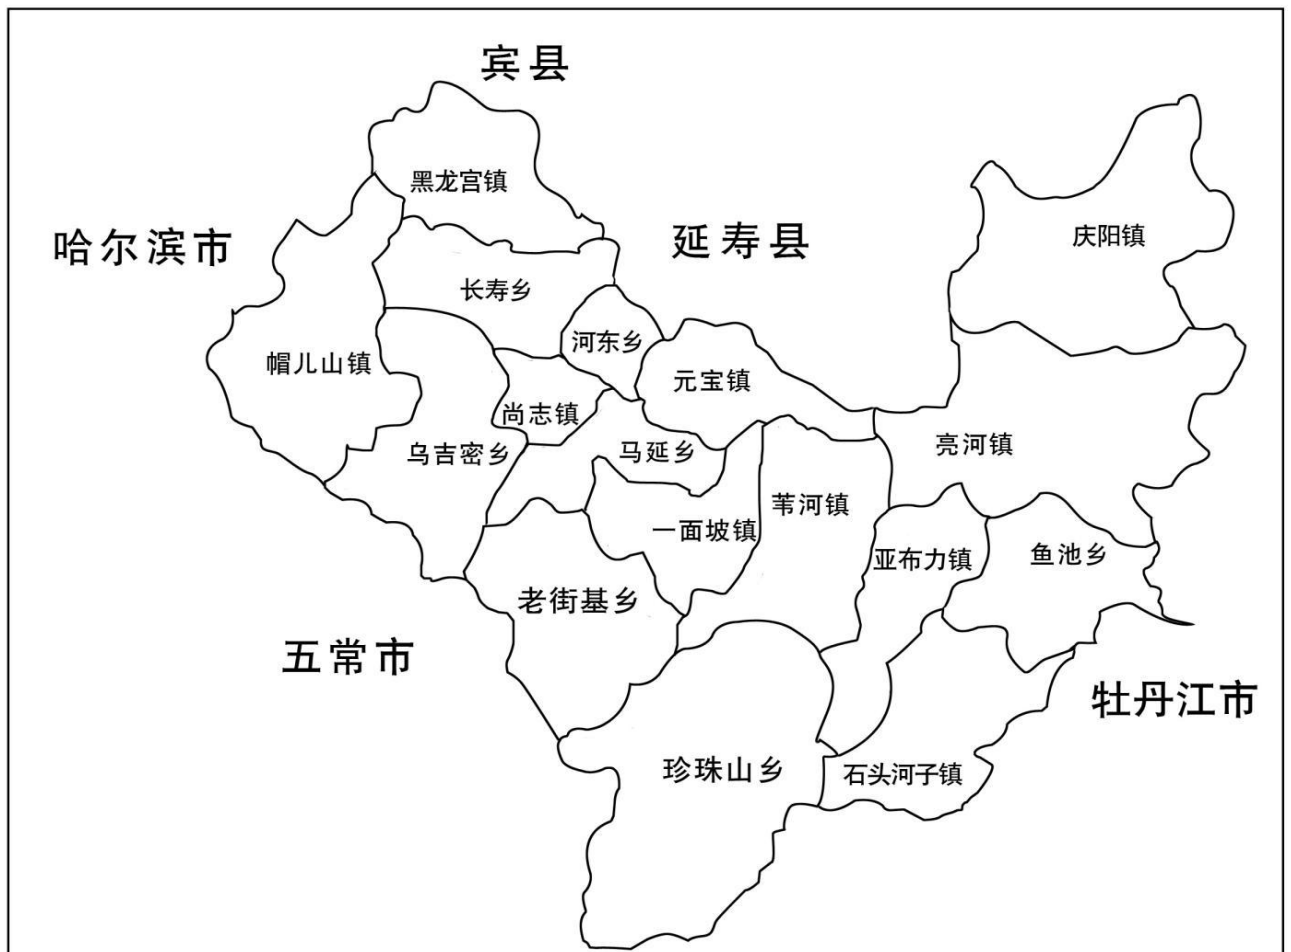 宾县
黑龙宫镇
哈尔滨市
延寿县
庆阳镇
长寿乡
河东乡
帽儿山镇
元宝镇
尚志镇
乌吉密乡
马延乡
亮河镇
苇河镇
一面坡镇
亚布力镇
鱼池乡
老街基乡
五常市
牡丹江市
珍珠山乡
石头河子镇